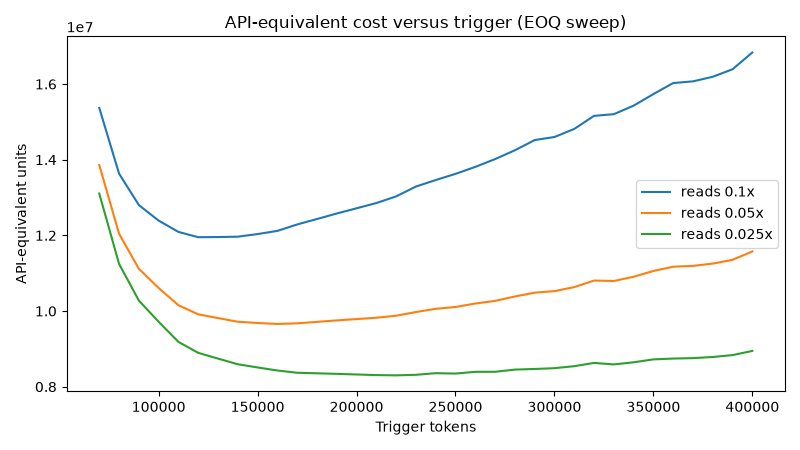 API-equivalent cost versus trigger (EOQ sweep)
1e7
1.6
1.4
1.2
1.0
0.8
API-equivalent units
reads 0.1x
reads 0.05x
reads 0.025x
100000 150000 200000 250000 300000 350000 400000
Trigger tokens